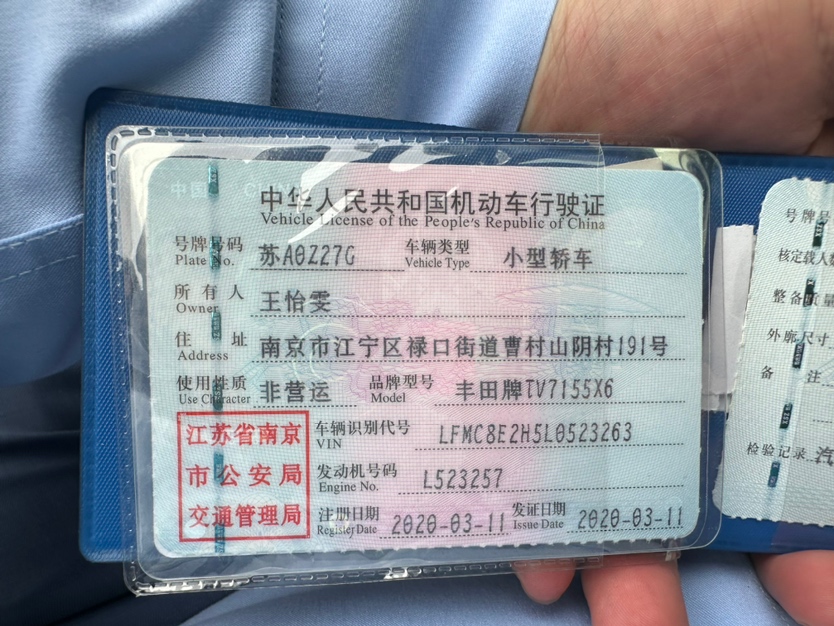 中国 CHINA
中华人民共和国机动车行驶证
Vehicle License of the People's Republic of China
号牌号码 苏A0Z27G 车辆类型 小型轿车
Plate No. Vehicle Type
所有人 王怡雯
Owner
住址 南京市江宁区禄口街道曹村山阴村191号
Address
使用性质 非营运 品牌型号 丰田牌TV7155X6
Use Character Model
江苏省南京
市公安局
交通管理局
车辆识别代号 LFMC8E2H5L0523263
VIN
发动机号码 L523257
Engine No.
注册日期 2020-03-11 发证日期 2020-03-11
Register Date Issue Date
号牌号
核定载人数
整备质量
外廓尺寸
备注
检验记录